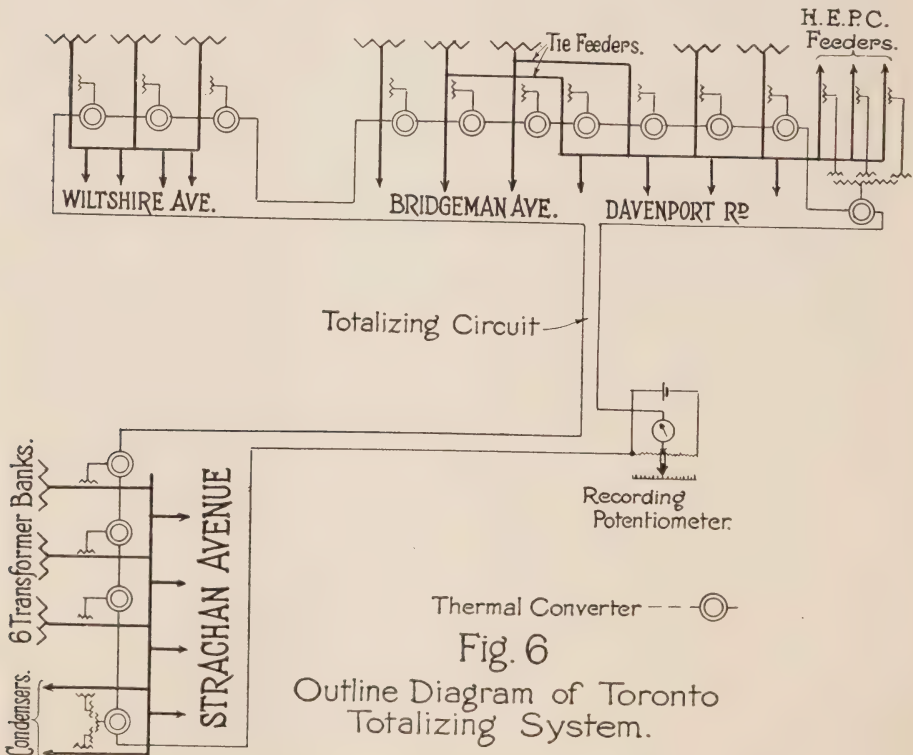 H.E.P.C.
Feeders.
Tie Feeders.
WILTSHIRE AVE.
BRIDGEMAN AVE.
DAVENPORT RD
Totalizing Circuit
Recording
Potentiometer.
6 Transformer Banks.
Condensers.
STRACHAN AVENUE
Thermal Converter
Fig. 6
Outline Diagram of Toronto
Totalizing System.